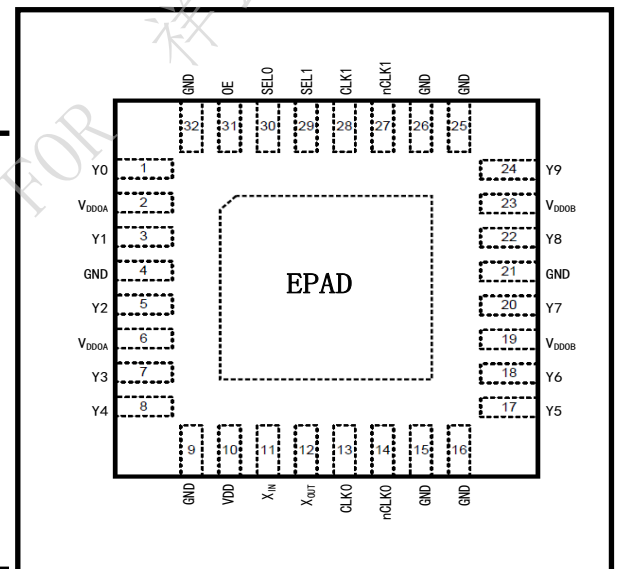 祥
FOR
GND OE SEL0 SEL1 CLK1 nCLK1 GND GND
32 31 30 29 28 27 26 25
Y0 1 24 Y9
VDDOA 2 23 VDDOB
Y1 3 22 Y8
GND 4 21 GND
EPAD
Y2 5 20 Y7
VDDOA 6 19 VDDOB
Y3 7 18 Y6
Y4 8 17 Y5
9 10 11 12 13 14 15 16
GND VDD XIN XOUT CLK0 nCLK0 GND GND